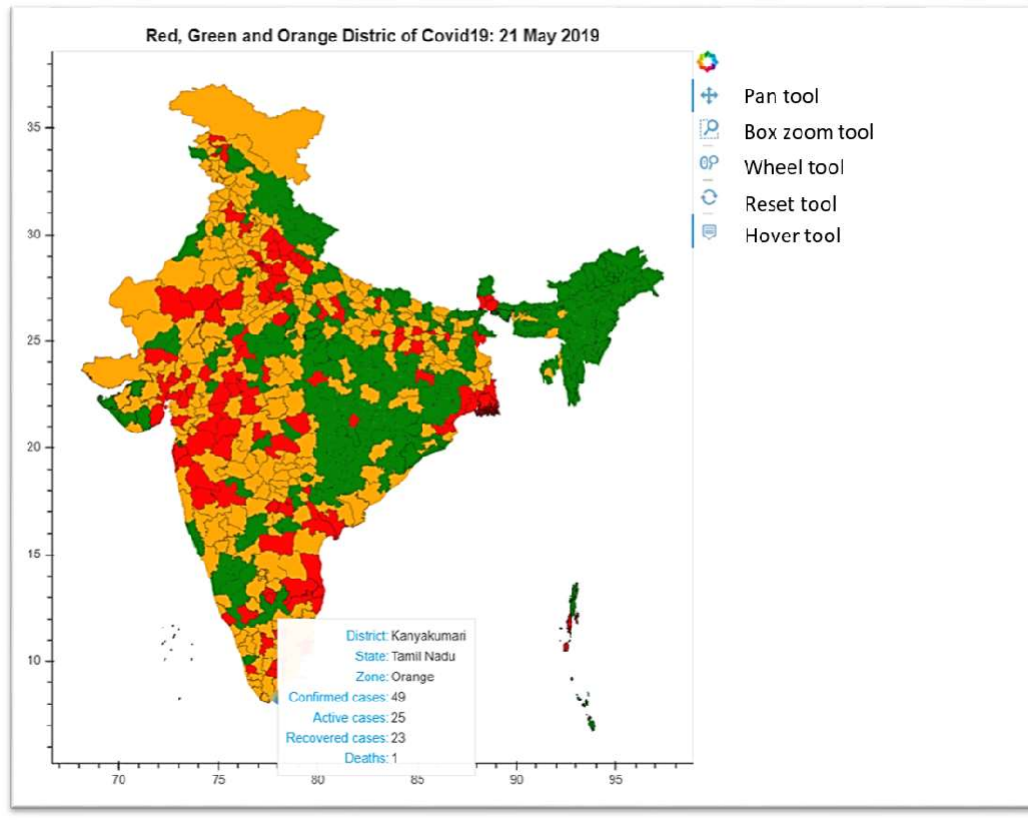 Red, Green and Orange Distric of Covid19: 21 May 2019
Pan tool
Box zoom tool
Wheel tool
Reset tool
Hover tool
35
30
25
20
15
10
District: Kanyakumari
State: Tamil Nadu
Zone: Orange
Confirmed cases: 49
Active cases: 25
Recovered cases: 23
Deaths: 1
70
75
80
85
90
95